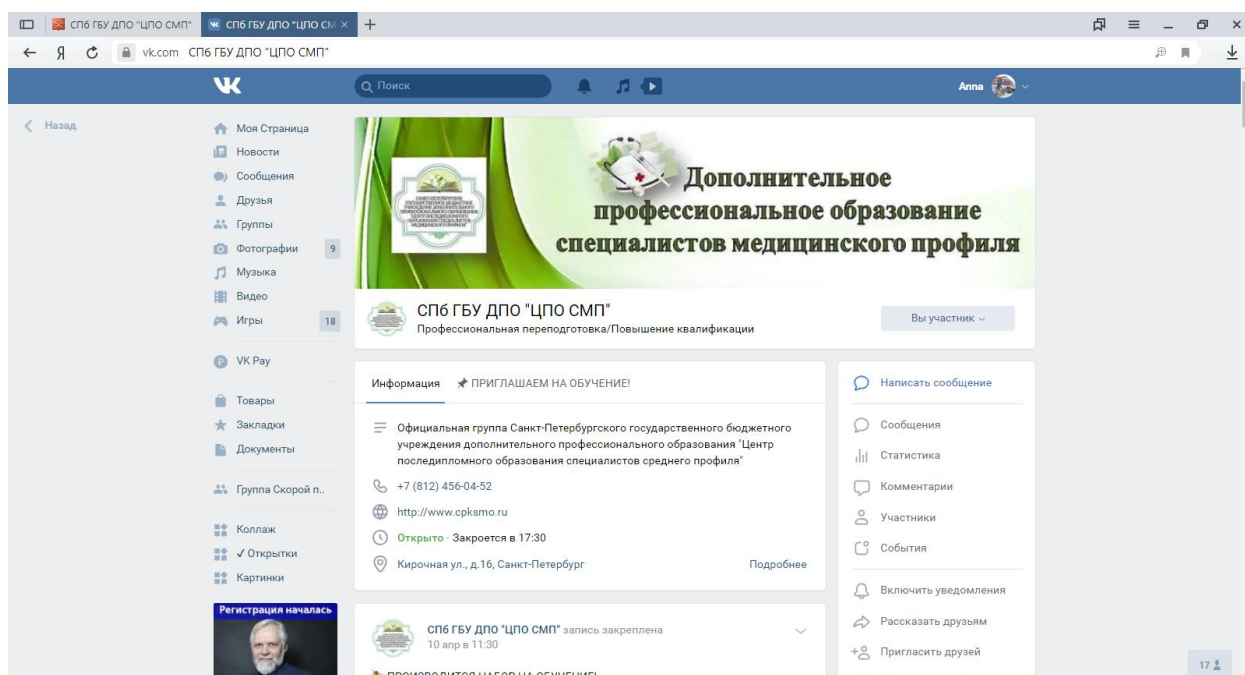 СПб ГБУ ДПО "ЦПО СМП"
СПб ГБУ ДПО "ЦПО СМ
vk.com СПб ГБУ ДПО "ЦПО СМП"
Поиск
Anna
Назад
Моя Страница
Новости
Сообщения
Друзья
Группы
Фотографии 9
Музыка
Видео
Игры 18
VK Pay
Товары
Закладки
Документы
Группа Скорой п..
Коллаж
✓ Открытки
Картинки
Регистрация началась
Дополнительное
профессиональное образование
специалистов медицинского профиля
СПб ГБУ ДПО "ЦПО СМП"
Профессиональная переподготовка/Повышение квалификации
Вы участник
Информация
ПРИГЛАШАЕМ НА ОБУЧЕНИЕ!
Официальная группа Санкт-Петербургского государственного бюджетного
учреждения дополнительного профессионального образования "Центр
последипломного образования специалистов среднего профиля"
+7 (812) 456-04-52
http://www.cpksmo.ru
Открыто · Закроется в 17:30
Кирочная ул., д.16, Санкт-Петербург
Подробнее
СПб ГБУ ДПО "ЦПО СМП" запись закреплена
10 апр в 11:30
ПРОИЗВОДИТСЯ НАБОР НА ОБУЧЕНИЕ!
Написать сообщение
Сообщения
Статистика
Комментарии
Участники
События
Включить уведомления
Рассказать друзьям
Пригласить друзей
17